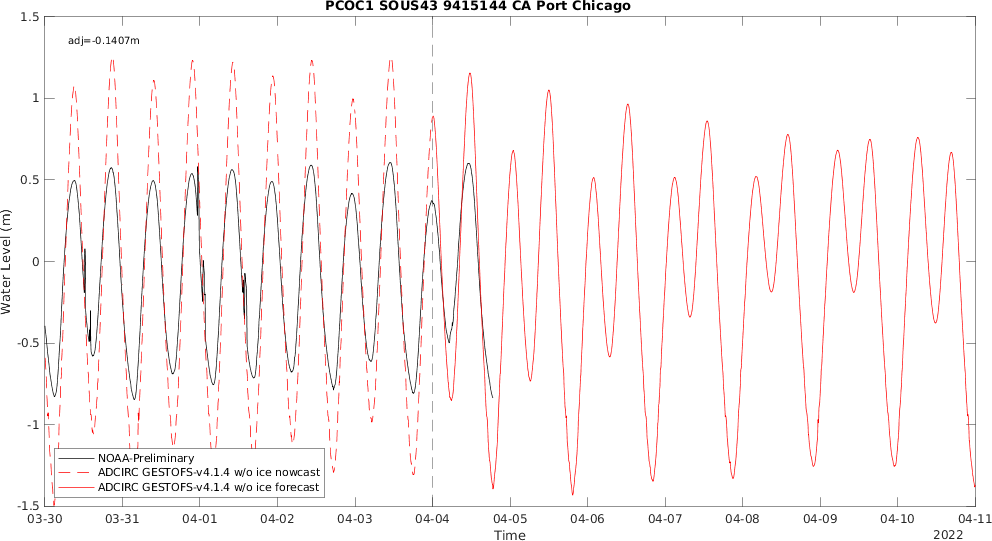 PCOC1 SOUS43 9415144 CA Port Chicago
1.5
adj=-0.1407m
1
0.5
0
-0.5
-1
-1.5
Water Level (m)
NOAA-Preliminary
ADCIRC GESTOFS-v4.1.4 w/o ice nowcast
ADCIRC GESTOFS-v4.1.4 w/o ice forecast
03-30 03-31 04-01 04-02 04-03 04-04 04-05 04-06 04-07 04-08 04-09 04-10 04-11
Time
2022